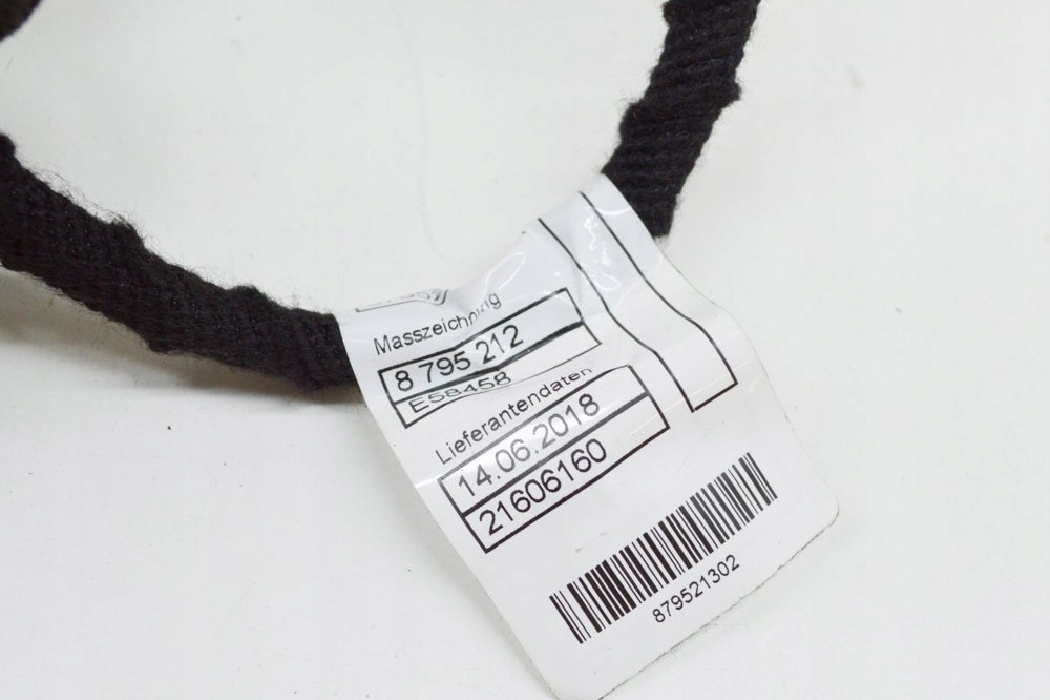 Masszeichnung
8 795 212
E58458
Lieferantendaten
14.06.2018
21606160
879521302